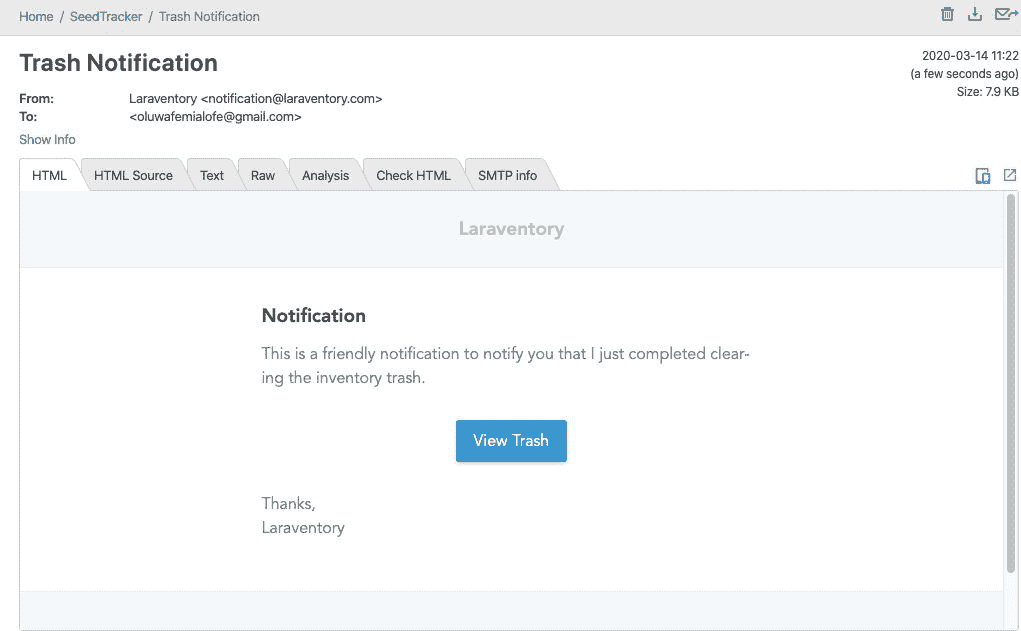 Home / SeedTracker / Trash Notification
Trash Notification
2020-03-14 11:22
(a few seconds ago)
Size: 7.9 KB
From: Laraventory <notification@laraventory.com>
To: <oluwafemialofe@gmail.com>
Show Info
HTML HTML Source Text Raw Analysis Check HTML SMTP info
Laraventory
Notification
This is a friendly notification to notify you that I just completed clear-
ing the inventory trash.
View Trash
Thanks,
Laraventory